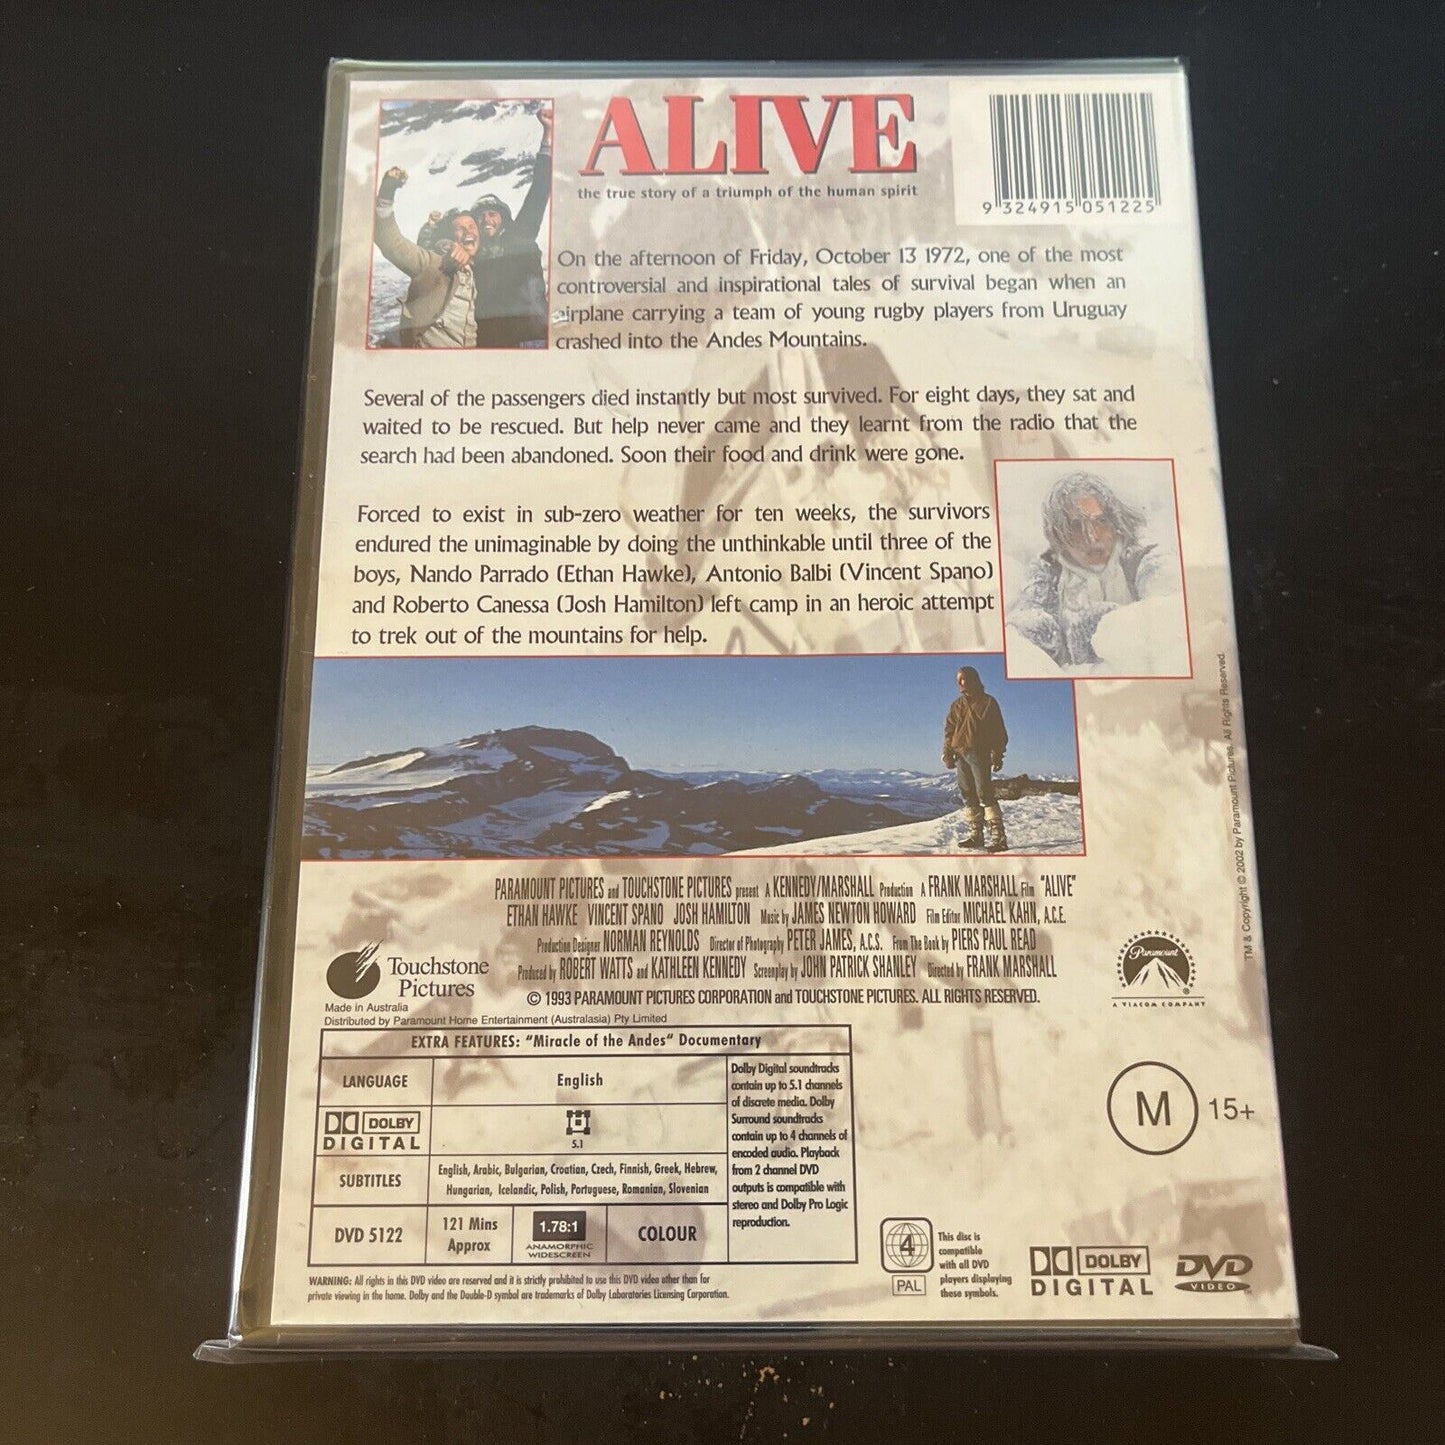 ALIVE
the true story of a triumph of the human spirit
9 324915 051225
On the afternoon of Friday, October 13 1972, one of the most
controversial and inspirational tales of survival began when an
airplane carrying a team of young rugby players from Uruguay
crashed into the Andes Mountains.
Several of the passengers died instantly but most survived. For eight days, they sat and
waited to be rescued. But help never came and they learnt from the radio that the
search had been abandoned. Soon their food and drink were gone.
Forced to exist in sub-zero weather for ten weeks, the survivors
endured the unimaginable by doing the unthinkable until three of the
boys, Nando Parrado (Ethan Hawke), Antonio Balbi (Vincent Spano)
and Roberto Canessa (Josh Hamilton) left camp in an heroic attempt
to trek out of the mountains for help.
TM & Copyright © 2002 by Paramount Pictures. All Rights Reserved.
PARAMOUNT PICTURES and TOUCHSTONE PICTURES present A KENNEDY/MARSHALL Production A FRANK MARSHALL Film "ALIVE"
ETHAN HAWKE VINCENT SPANO JOSH HAMILTON Music by JAMES NEWTON HOWARD Film Editor MICHAEL KAHN, A.C.E.
Production Designer NORMAN REYNOLDS Director of Photography PETER JAMES, A.C.S. From The Book by PIERS PAUL READ
Produced by ROBERT WATTS and KATHLEEN KENNEDY Screenplay by JOHN PATRICK SHANLEY Directed by FRANK MARSHALL
© 1993 PARAMOUNT PICTURES CORPORATION and TOUCHSTONE PICTURES. ALL RIGHTS RESERVED.
Touchstone
Pictures
Paramount
A VIACOM COMPANY
Made in Australia
Distributed by Paramount Home Entertainment (Australasia) Pty Limited
EXTRA FEATURES: "Miracle of the Andes" Documentary
LANGUAGE
English
DOLBY
DIGITAL
5.1
SUBTITLES
English, Arabic, Bulgarian, Croatian, Czech, Finnish, Greek, Hebrew,
Hungarian, Icelandic, Polish, Portuguese, Romanian, Slovenian
DVD 5122
121 Mins
Approx
1.78:1
ANAMORPHIC
WIDESCREEN
COLOUR
Dolby Digital soundtracks
contain up to 5.1 channels
of discrete media. Dolby
Surround soundtracks
contain up to 4 channels of
encoded audio. Playback
from 2 channel DVD
outputs is compatible with
stereo and Dolby Pro Logic
reproduction.
M 15+
WARNING: All rights in this DVD video are reserved and it is strictly prohibited to use this DVD video other than for
private viewing in the home. Dolby and the Double-D symbol are trademarks of Dolby Laboratories Licensing Corporation.
4
PAL
This disc is
compatible
with all DVD
players displaying
these symbols.
DOLBY
DIGITAL
DVD
VIDEO